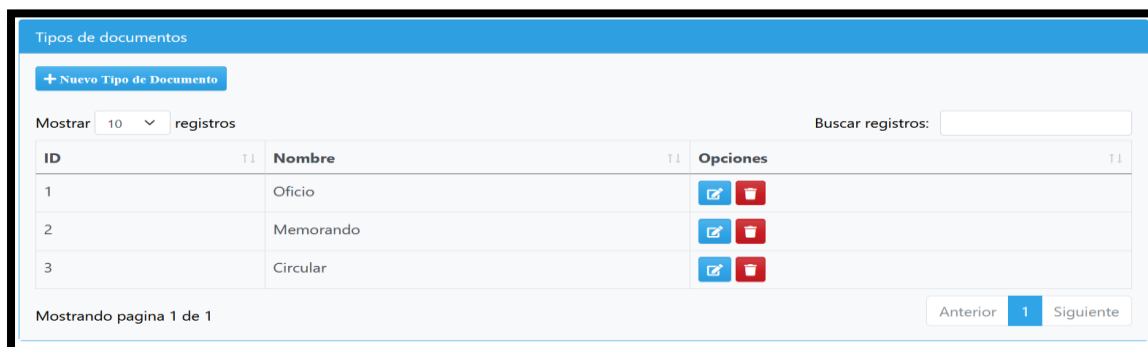 Tipos de documentos
+ Nuevo Tipo de Documento
Mostrar 10 registros Buscar registros:
ID Nombre Opciones
1 Oficio
2 Memorando
3 Circular
Mostrando pagina 1 de 1 Anterior 1 Siguiente